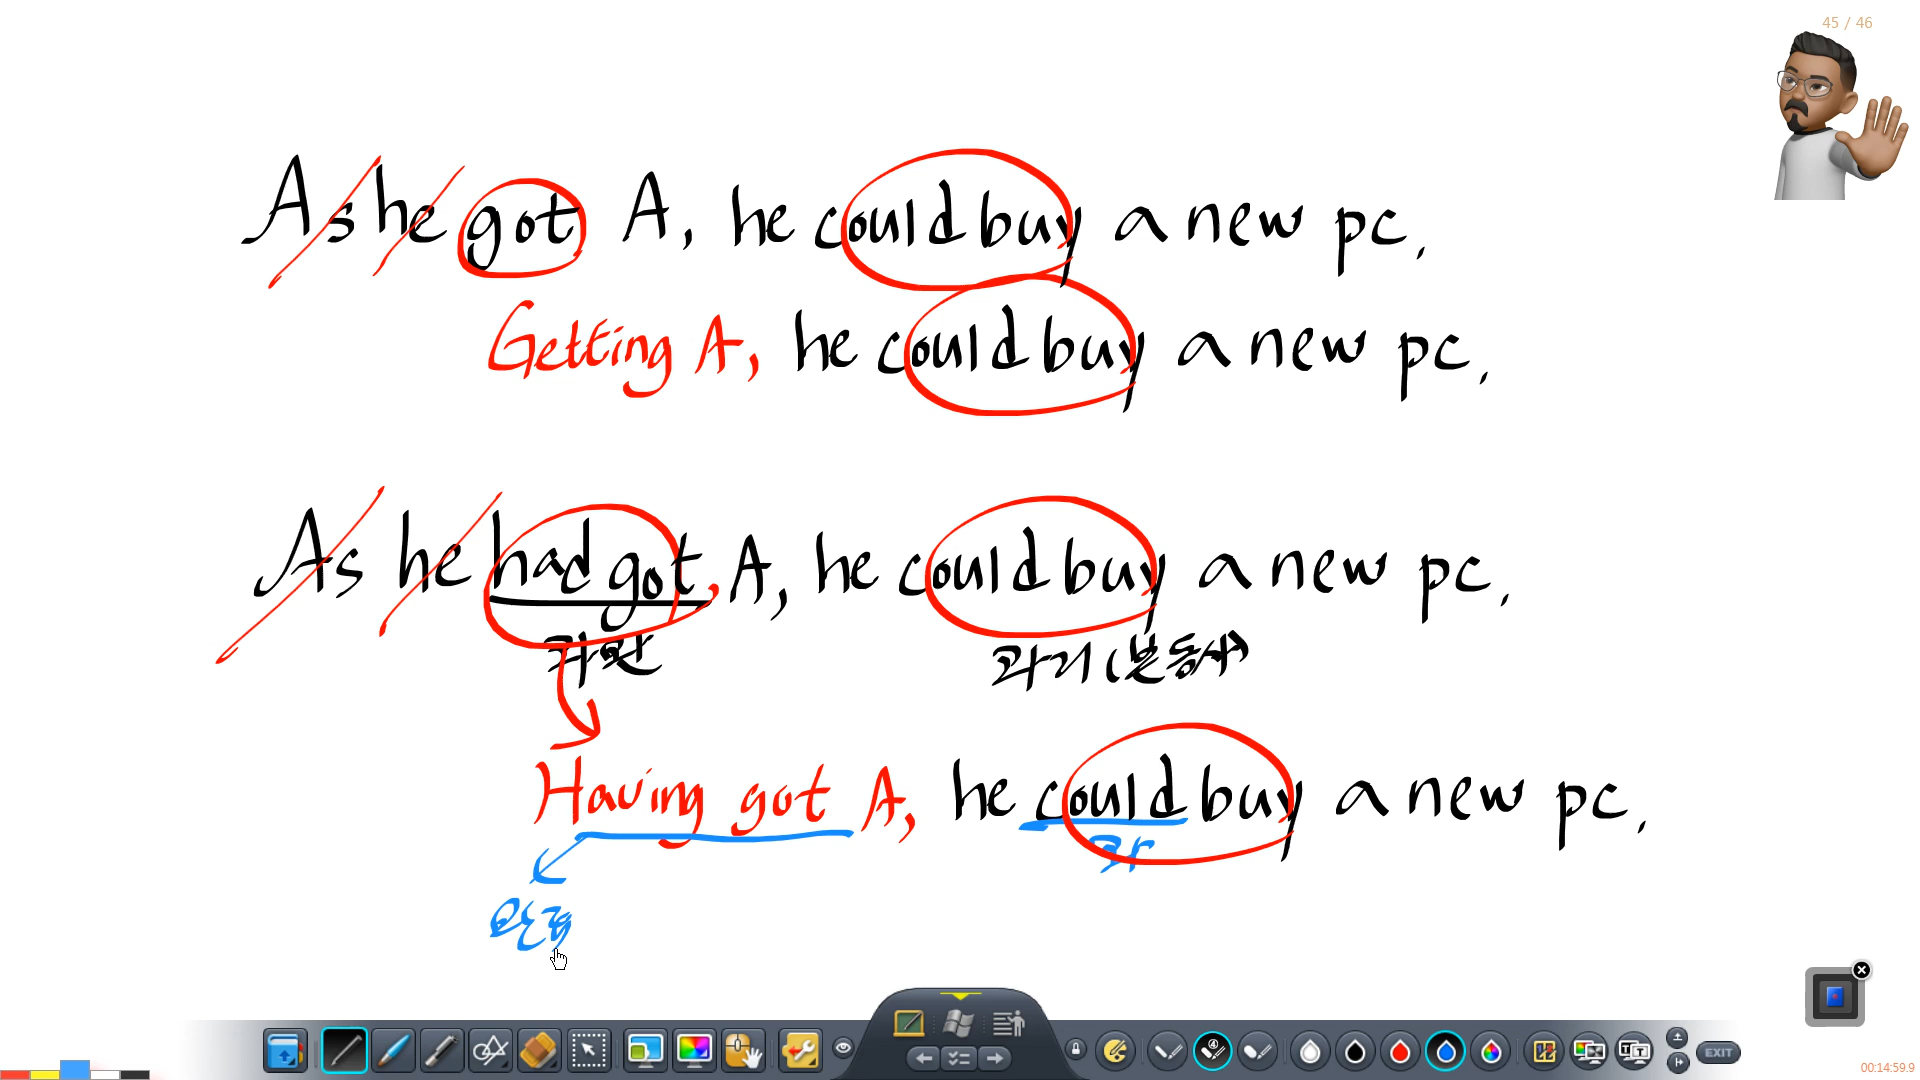 45 / 46
As he got A, he could buy a new pc.
Getting A, he could buy a new pc.
As he had got A, he could buy a new pc.
과완 과거 (본동사)
Having got A, he could buy a new pc.
과
완료
EXIT
00:14:59.9